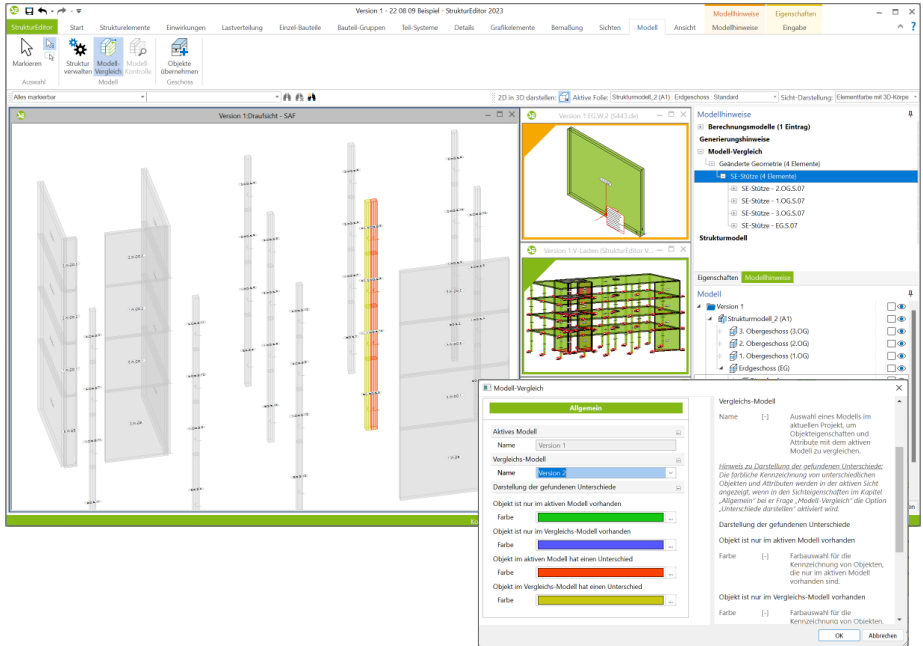 Version 1 - 22 08 09 Beispiel - StrukturEditor 2023
Modellhinweise
Eigenschaften
StrukturEditor
Start
Strukturelemente
Einwirkungen
Lastverteilung
Einzel-Bauteile
Bauteil-Gruppen
Teil-Systeme
Details
Grafikelemente
Bemaßung
Sichten
Modell
Ansicht
Modellhinweise
Eingabe
Markieren
Struktur verwalten
Modell-Vergleich
Modell-Kontrolle
Objekte übernehmen
Auswahl
Modell
Geschoss
Alles markierbar
2D in 3D darstellen:
Aktive Folie: Strukturmodell_2 (A1) : Erdgeschoss : Standard
Sicht-Darstellung: Elementfarbe mit 3D-Körpe
Version 1:Draufsicht - SAF
Version 1:EG.W-2 (S443.de)
Version 1:V-Lasten (StrukturEditor V...
Modellhinweise
Berechnungsmodelle (1 Eintrag)
Generierungshinweise
Modell-Vergleich
Geänderte Geometrie (4 Elemente)
SE-Stütze (4 Elemente)
SE-Stütze - 2.OG.S.07
SE-Stütze - 1.OG.S.07
SE-Stütze - 3.OG.S.07
SE-Stütze - EG.S.07
Strukturmodell
Eigenschaften
Modellhinweise
Modell
Version 1
Strukturmodell_2 (A1)
3. Obergeschoss (3.OG)
2. Obergeschoss (2.OG)
1. Obergeschoss (1.OG)
Erdgeschoss (EG)
Modell-Vergleich
Allgemein
Aktives Modell
Name
Version 1
Vergleichs-Modell
Name
Version 2
Darstellung der gefundenen Unterschiede
Objekt ist nur im aktiven Modell vorhanden
Farbe
...
Objekt ist nur im Vergleichs-Modell vorhanden
Farbe
...
Objekt im aktiven Modell hat einen Unterschied
Farbe
...
Objekt im Vergleichs-Modell hat einen Unterschied
Farbe
...
Vergleichs-Modell
Name [-] Auswahl eines Modells im
aktuellen Projekt, um
Objekteigenschaften und
Attribute mit dem aktiven
Modell zu vergleichen.
Hinweis zu Darstellung der gefundenen Unterschiede:
Die farbliche Kennzeichnung von unterschiedlichen
Objekten und Attributen werden in der aktiven Sicht
angezeigt, wenn in den Sichteigenschaften im Kapitel
„Allgemein" bei er Frage „Modell-Vergleich" die Option
„Unterschiede darstellen" aktiviert wird.
Darstellung der gefundenen Unterschiede
Objekt ist nur im aktiven Modell vorhanden
Farbe [-] Farbauswahl für die
Kennzeichnung von Objekten,
die nur im aktiven Modell
vorhanden sind.
Objekt ist nur im Vergleichs-Modell vorhanden
Farbe [-] Farbauswahl für die
Kennzeichnung von Objekten,
OK
Abbrechen